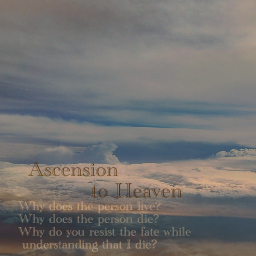 Ascension
to Heaven
Why does the person live?
Why does the person die?
Why do you resist the fate while
understanding that I die?